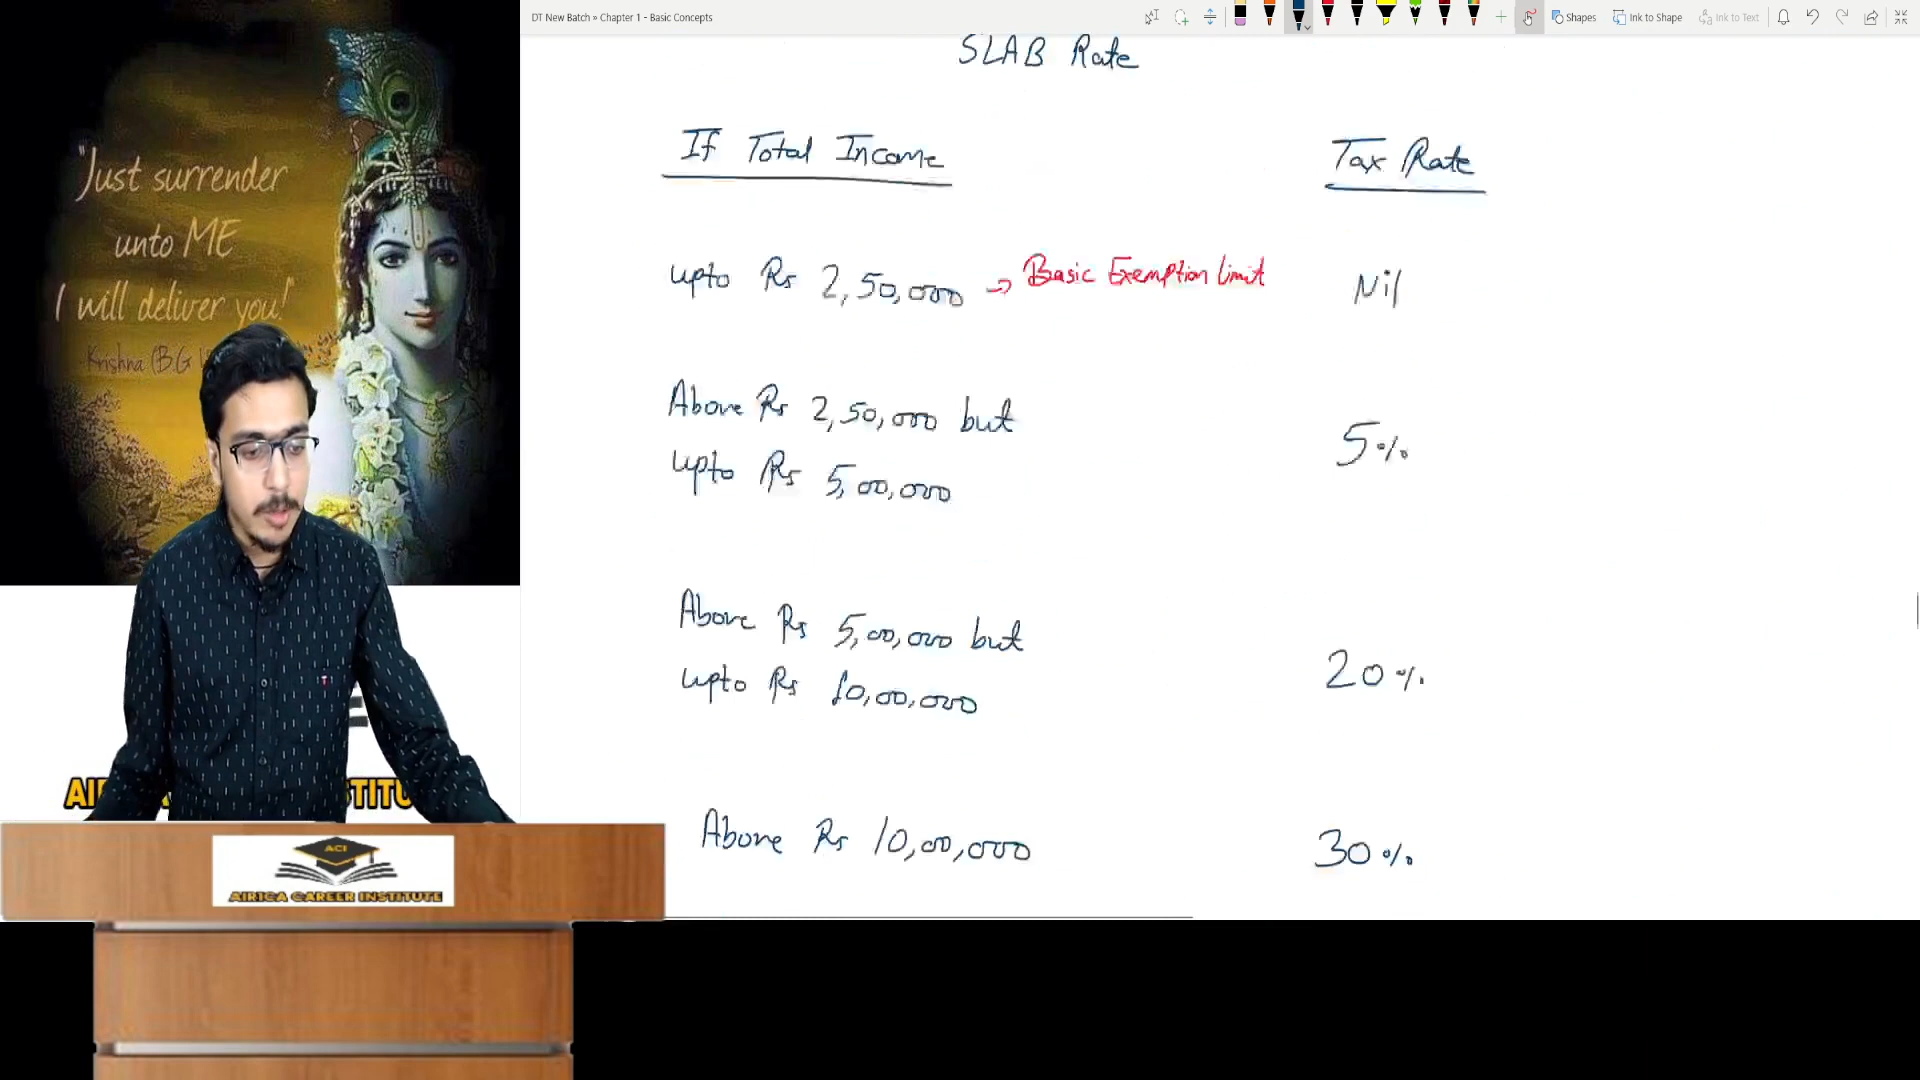 DT New Batch » Chapter 1 - Basic Concepts
Shapes
Ink to Shape
Ink to Text
"Just surrender
unto ME
I will deliver you!"
Krishna (B.G
SLAB Rate
If Total Income
Tax Rate
upto Rs 2,50,000 → Basic Exemption Limit
Nil
Above Rs 2,50,000 but
upto Rs 5,00,000
5%
Above Rs 5,00,000 but
upto Rs 10,00,000
20%
Above Rs 10,00,000
30%
ACI
AIRICA CAREER INSTITUTE